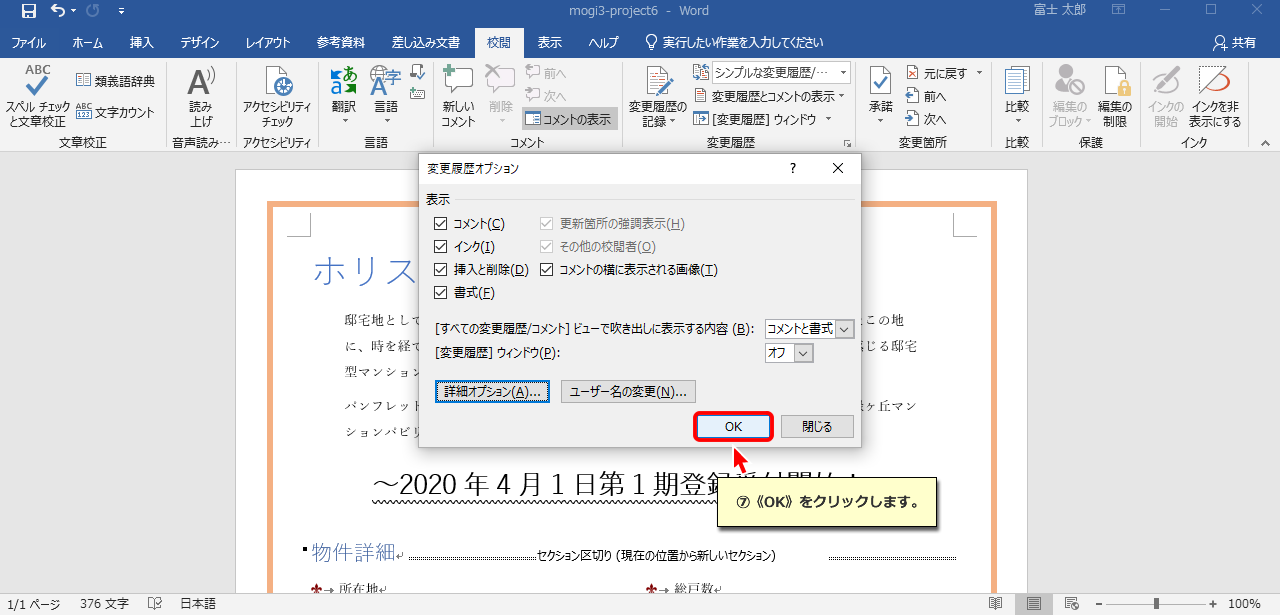 mogi3-project6 - Word
富士 太郎
ファイル ホーム 挿入 デザイン レイアウト 参考資料 差し込み文書 校閲 表示 ヘルプ 実行したい作業を入力してください 共有
ABC
スペル チェック
と文章校正
類義語辞典
文字カウント
文章校正
読み
上げ
音声読み…
アクセシビリティ
チェック
アクセシビリティ
翻訳
言語
言語
新しい
コメント
削除
前へ
次へ
コメントの表示
コメント
変更履歴の
記録
シンプルな変更履歴/…
変更履歴とコメントの表示
[変更履歴] ウィンドウ
変更履歴
承諾
元に戻す
前へ
次へ
変更箇所
比較
比較
編集の
ブロック
編集の
制限
保護
インクの
開始
インクを非
表示にする
インク
変更履歴オプション ? ×
表示
コメント(C) 更新箇所の強調表示(H)
インク(I) その他の校閲者(O)
挿入と削除(D) コメントの横に表示される画像(T)
書式(F)
[すべての変更履歴/コメント] ビューで吹き出しに表示する内容 (B): コメントと書式
[変更履歴] ウィンドウ(P): オフ
詳細オプション(A)... ユーザー名の変更(N)...
OK 閉じる
⑦《OK》をクリックします。
ホリス
邸宅地として この地
に、時を経て 感じる邸宅
型マンション
パンフレット 緑ヶ丘マン
ションパビリ
～2020 年 4 月 1 日第 1 期登録受付開始！
物件詳細 セクション区切り (現在の位置から新しいセクション)
所在地 総戸数
1/1 ページ 376 文字 日本語 100%